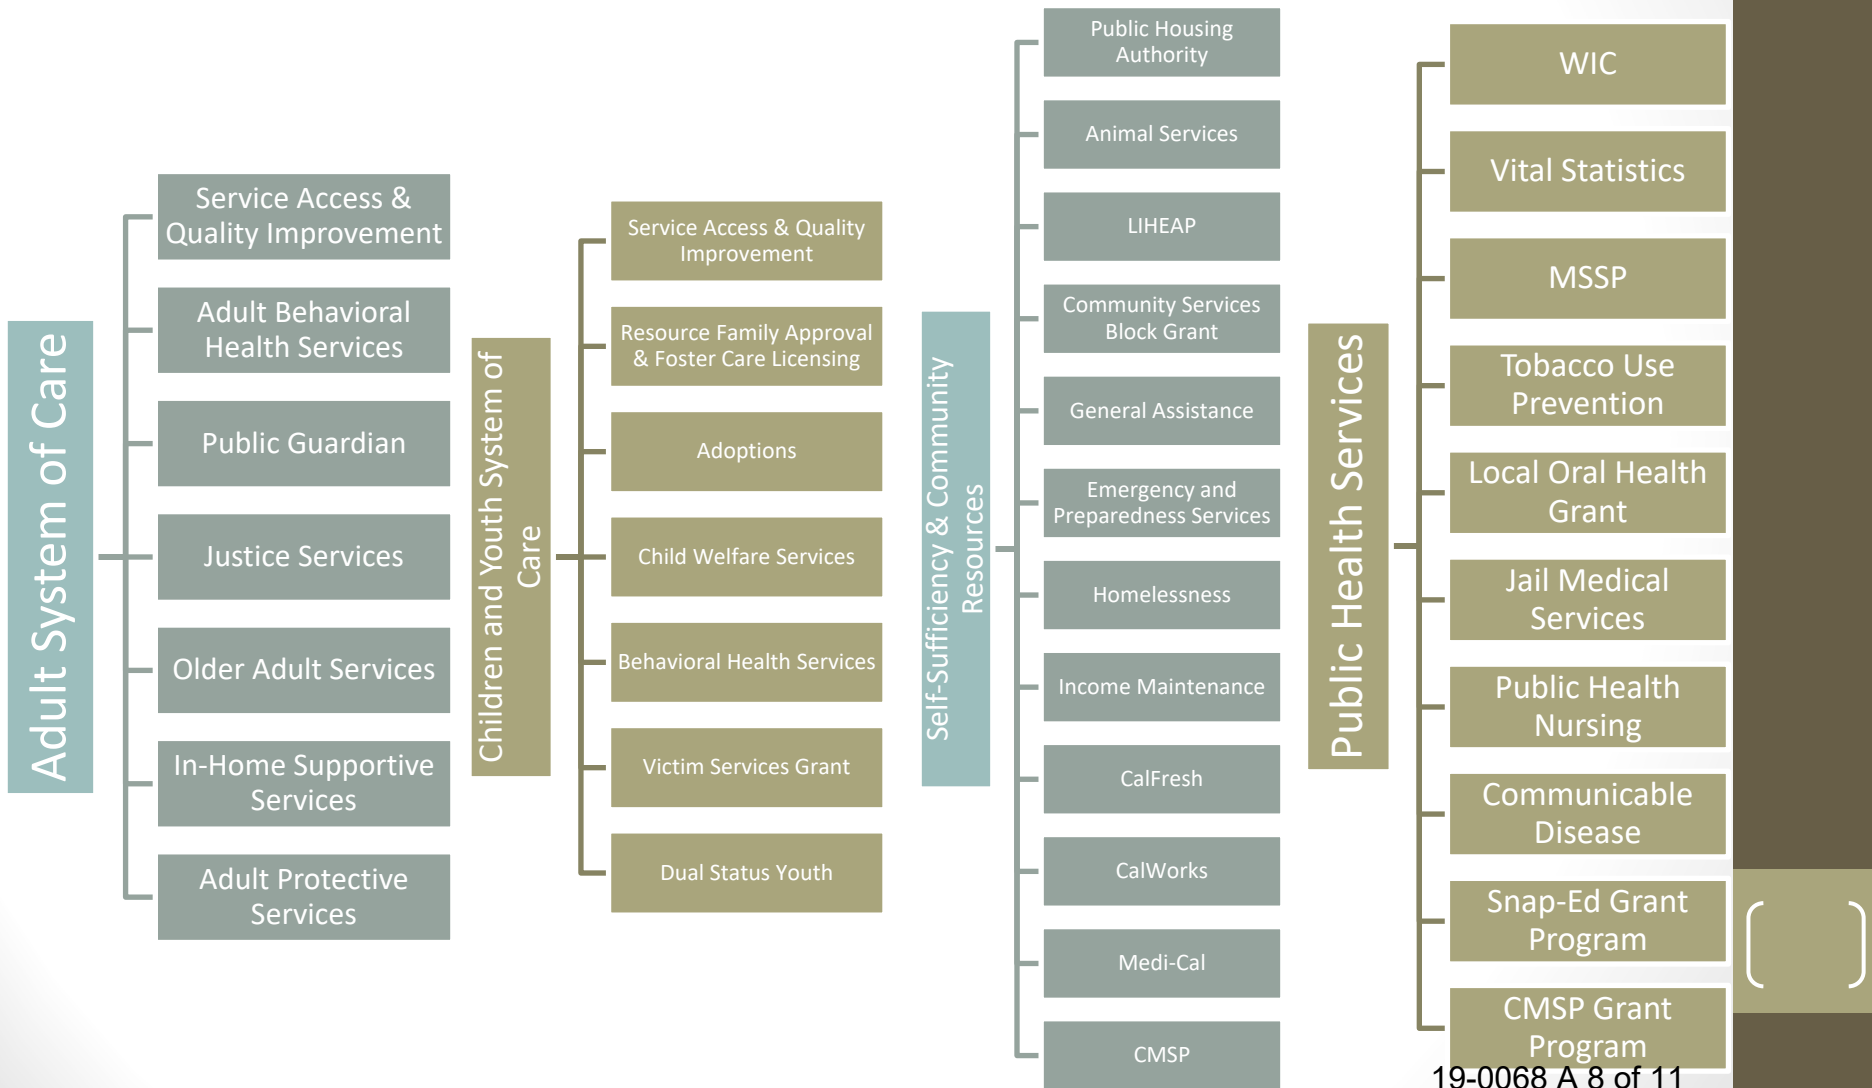 Adult System of Care
Service Access &
Quality Improvement
Adult Behavioral
Health Services
Public Guardian
Justice Services
Older Adult Services
In-Home Supportive
Services
Adult Protective
Services
Children and Youth System of
Care
Service Access & Quality
Improvement
Resource Family Approval
& Foster Care Licensing
Adoptions
Child Welfare Services
Behavioral Health Services
Victim Services Grant
Dual Status Youth
Self-Sufficiency & Community
Resources
Public Housing
Authority
Animal Services
LIHEAP
Community Services
Block Grant
General Assistance
Emergency and
Preparedness Services
Homelessness
Income Maintenance
CalFresh
CalWorks
Medi-Cal
CMSP
Public Health Services
WIC
Vital Statistics
MSSP
Tobacco Use
Prevention
Local Oral Health
Grant
Jail Medical
Services
Public Health
Nursing
Communicable
Disease
Snap-Ed Grant
Program
CMSP Grant
Program
19-0068 A 8 of 11